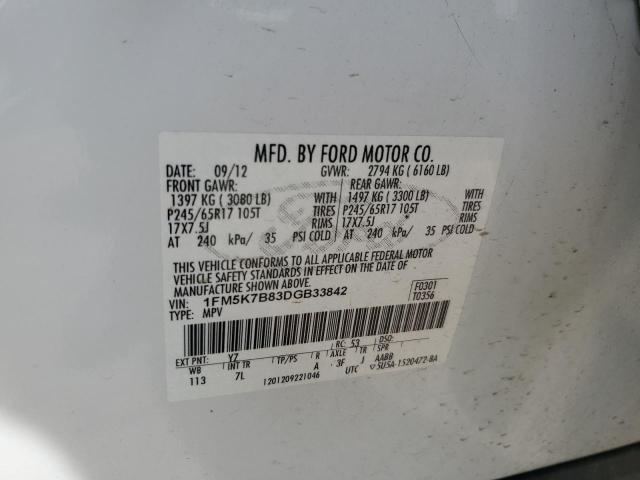 MFD. BY FORD MOTOR CO.
DATE: 09/12 GVWR: 2794 KG ( 6160 LB)
FRONT GAWR: REAR GAWR:
1397 KG ( 3080 LB) 1497 KG ( 3300 LB)
P245/65R17 105T TIRES P245/65R17 105T TIRES
17X7.5J RIMS 17X7.5J RIMS
AT 240 kPa/ 35 PSI COLD AT 240 kPa/ 35 PSI COLD
THIS VEHICLE CONFORMS TO ALL APPLICABLE FEDERAL MOTOR
VEHICLE SAFETY STANDARDS IN EFFECT ON THE DATE OF
MANUFACTURE SHOWN ABOVE.
VIN: 1FM5K7B83DGB33842 F0301
TYPE: MPV T0356
EXT PNT: YZ RC: 53 DSO:
WB INT TR TP/PS R AXLE TR SPR
113 7L A 3F J AABB
1201209221046 UTC 5U5A-1520472-BA